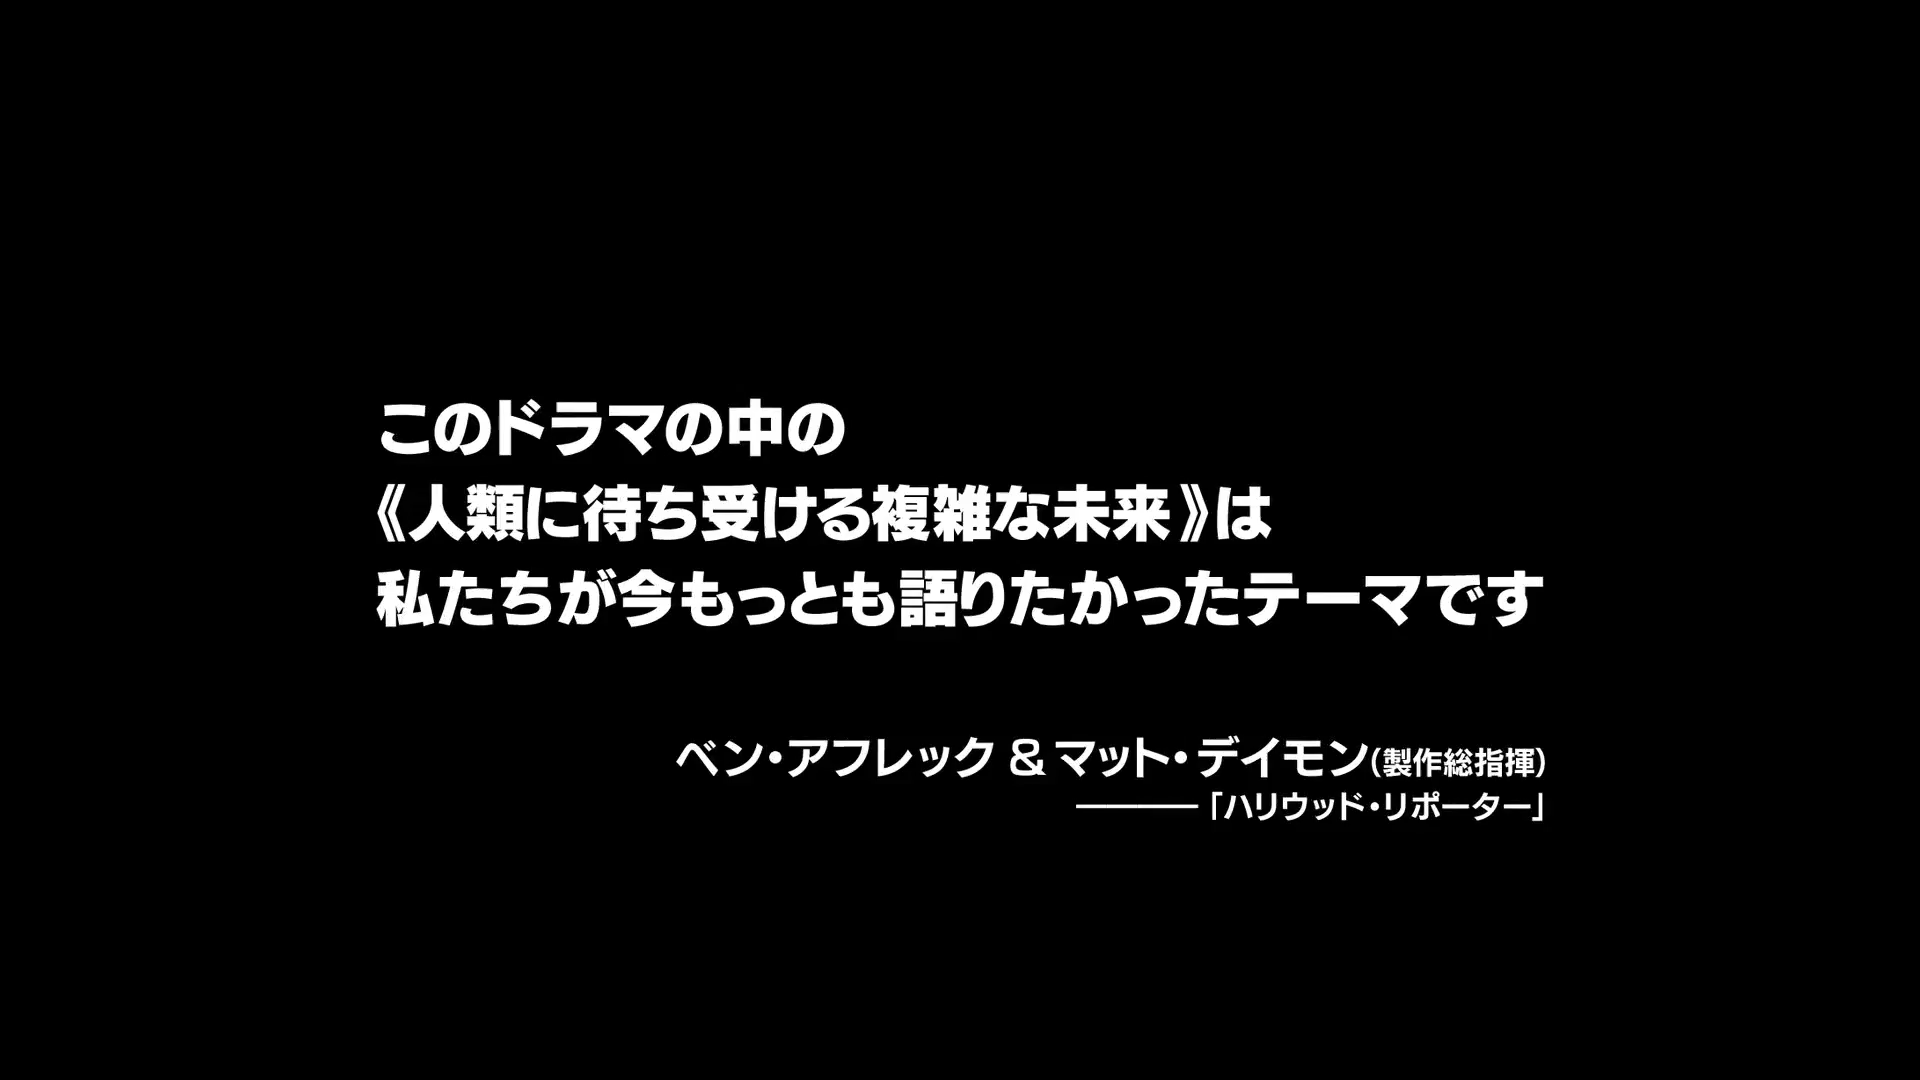 このドラマの中の
《人類に待ち受ける複雑な未来》は
私たちが今もっとも語りたかったテーマです
ベン・アフレック & マット・デイモン(製作総指揮)
――――「ハリウッド・リポーター」